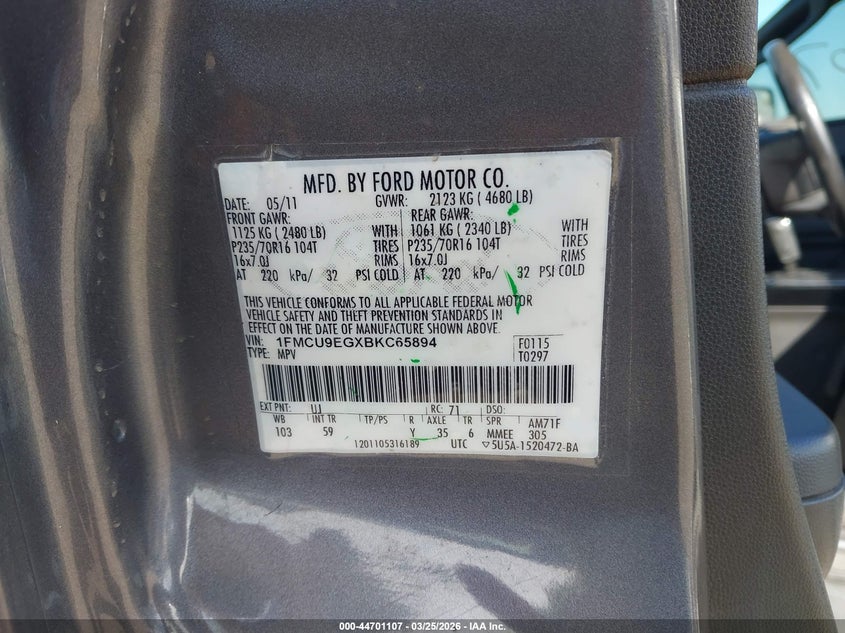 MFD. BY FORD MOTOR CO.
DATE: 05/11 GVWR: 2123 KG ( 4680 LB)
FRONT GAWR: REAR GAWR:
1125 KG ( 2480 LB) WITH 1061 KG ( 2340 LB) WITH
P235/70R16 104T TIRES P235/70R16 104T TIRES
16x7.0J RIMS 16x7.0J RIMS
AT 220 kPa/ 32 PSI COLD AT 220 kPa/ 32 PSI COLD
THIS VEHICLE CONFORMS TO ALL APPLICABLE FEDERAL MOTOR
VEHICLE SAFETY AND THEFT PREVENTION STANDARDS IN
EFFECT ON THE DATE OF MANUFACTURE SHOWN ABOVE.
VIN: 1FMCU9EGXBKC65894 F0115
TYPE: MPV T0297
EXT PNT: UJ RC: 71 DSO:
WB INT TR TP/PS R AXLE TR SPR AM71F
103 59 Y 35 6 MMEE 305
1201105316189 UTC ▽5U5A-1520472-BA
000-44701107 - 03/25/2026 - IAA Inc.